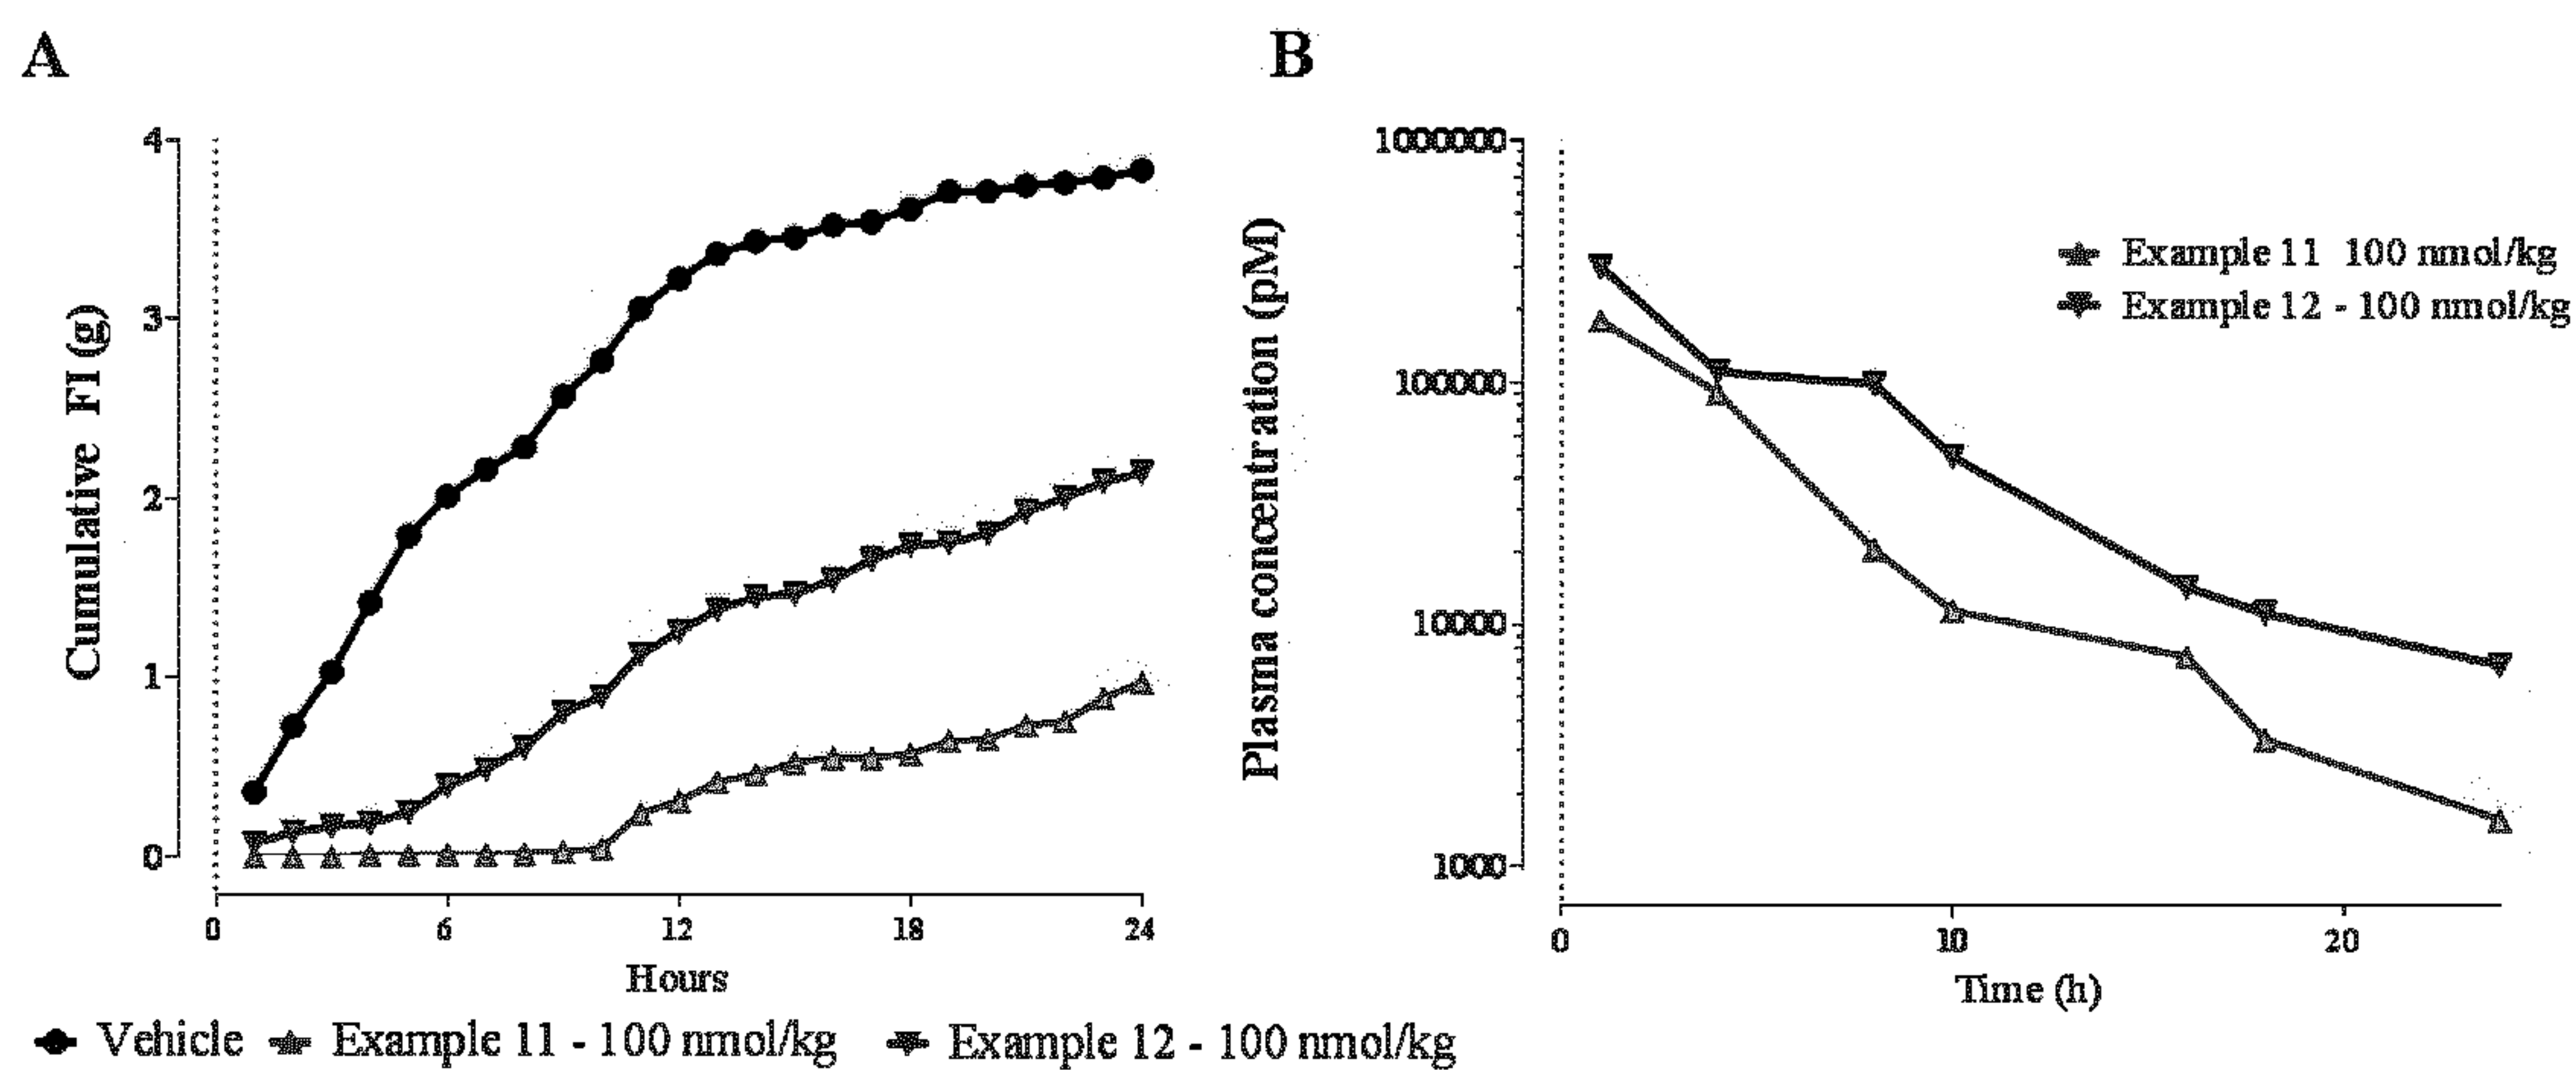 A
B
4
3
2
1
0
Cumulative FI (g)
0 6 12 18 24
Hours
Vehicle Example 11 - 100 nmol/kg Example 12 - 100 nmol/kg
1000000
100000
10000
1000
Plasma concentration (pM)
Example 11 100 nmol/kg
Example 12 - 100 nmol/kg
0 10 20
Time (h)